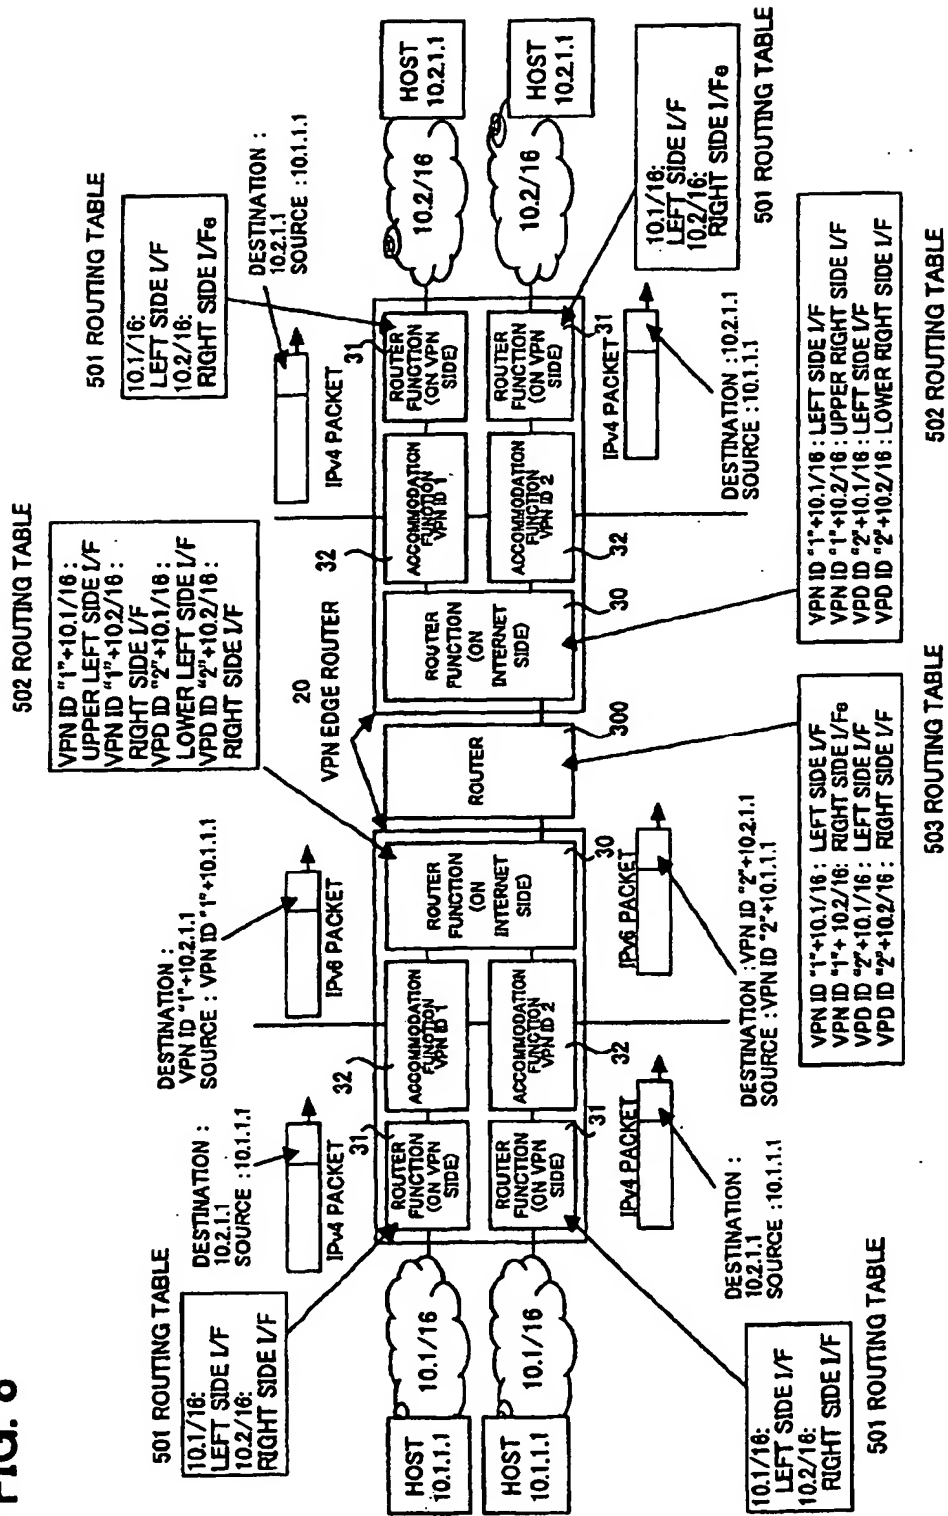 FIG. 8
501 ROUTING TABLE
10.1/16:
LEFT SIDE I/F
10.2/16:
RIGHT SIDE I/F
DESTINATION :
10.2.1.1
SOURCE :10.1.1.1
IPv4 PACKET
DESTINATION :
VPN ID "1"+10.2.1.1
SOURCE : VPN ID "1"+10.1.1.1
IPv6 PACKET
502 ROUTING TABLE
VPN ID "1"+10.1/16 :
UPPER LEFT SIDE I/F
VPN ID "1"+10.2/16 :
RIGHT SIDE I/F
VPD ID "2"+10.1/16 :
LOWER LEFT SIDE I/F
VPD ID "2"+10.2/16 :
RIGHT SIDE I/F
20
VPN EDGE ROUTER
501 ROUTING TABLE
10.1/16:
LEFT SIDE I/F
10.2/16:
RIGHT SIDE I/Fe
DESTINATION :
10.2.1.1
SOURCE :10.1.1.1
IPv4 PACKET
HOST
10.1.1.1
10.1/16
31
ROUTER
FUNCTION
(ON VPN
SIDE)
32
ACCOMMODATION
FUNCTION
VPN ID 1
ROUTER
FUNCTION
(ON
INTERNET
SIDE)
30
ROUTER
300
ROUTER
FUNCTION
(ON
INTERNET
SIDE)
30
32
ACCOMMODATION
FUNCTION
VPN ID 1
31
ROUTER
FUNCTION
(ON VPN
SIDE)
10.2/16
HOST
10.2.1.1
HOST
10.1.1.1
10.1/16
ROUTER
FUNCTION
(ON VPN
SIDE)
31
ACCOMMODATION
FUNCTION
VPN ID 2
32
ACCOMMODATION
FUNCTION
VPN ID 2
32
ROUTER
FUNCTION
(ON VPN
SIDE)
31
10.2/16
HOST
10.2.1.1
10.1/16:
LEFT SIDE I/F
10.2/16:
RIGHT SIDE I/F
501 ROUTING TABLE
IPv4 PACKET
DESTINATION :
10.2.1.1
SOURCE :10.1.1.1
IPv6 PACKET
DESTINATION : VPN ID "2"+10.2.1.1
SOURCE : VPN ID "2"+10.1.1.1
VPN ID "1"+10.1/16 : LEFT SIDE I/F
VPN ID "1"+ 10.2/16: RIGHT SIDE I/Fe
VPD ID "2"+10.1/16 : LEFT SIDE I/F
VPD ID "2"+10.2/16 : RIGHT SIDE I/F
503 ROUTING TABLE
VPN ID "1"+10.1/16 : LEFT SIDE I/F
VPN ID "1"+10.2/16 : UPPER RIGHT SIDE I/F
VPD ID "2"+10.1/16 : LEFT SIDE I/F
VPD ID "2"+10.2/16 : LOWER RIGHT SIDE I/F
502 ROUTING TABLE
IPv4 PACKET
DESTINATION :10.2.1.1
SOURCE :10.1.1.1
10.1/16:
LEFT SIDE I/F
10.2/16:
RIGHT SIDE I/Fe
501 ROUTING TABLE